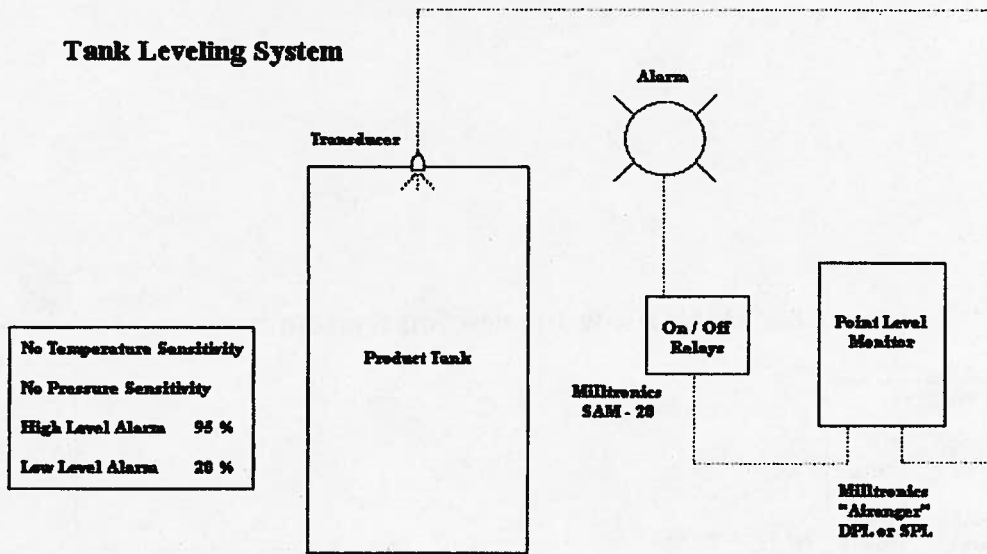 Tank Leveling System
Alarm
Transducer
On / Off
Relays
Point Level
Monitor
Product Tank
No Temperature Sensitivity
No Pressure Sensitivity
High Level Alarm 95 %
Low Level Alarm 20 %
Milltronics
SAM - 20
Milltronics
"Airanger"
DPL or SPL